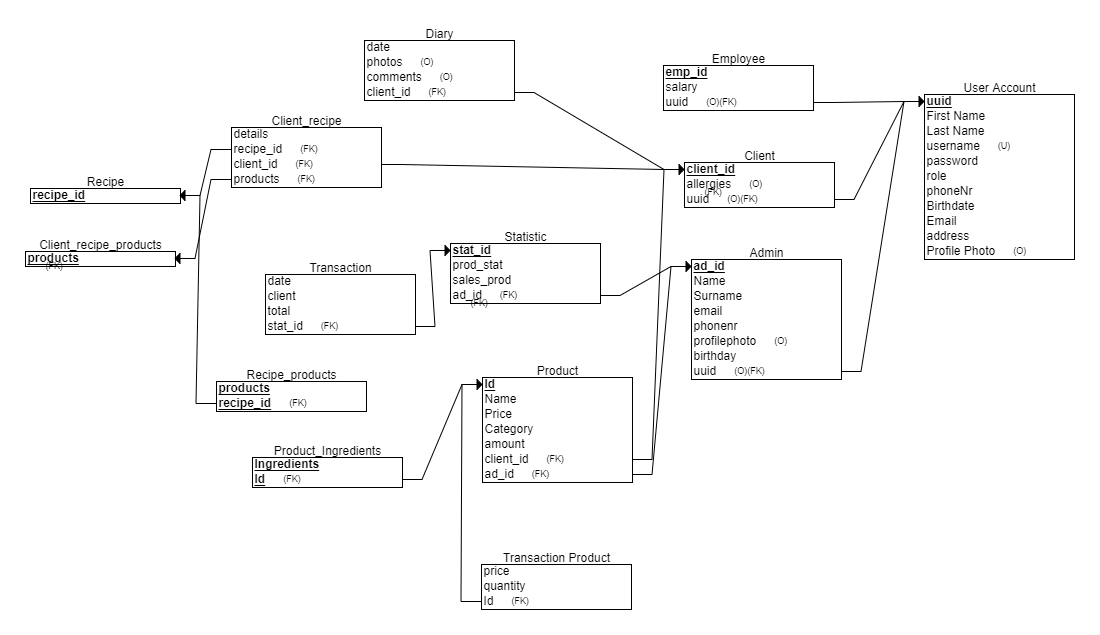 Diary
date
photos (O)
comments (O)
client_id (FK)
Employee
emp_id
salary
uuid (O)(FK)
User Account
uuid
First Name
Last Name
username (U)
password
role
phoneNr
Birthdate
Email
address
Profile Photo (O)
Client_recipe
details
recipe_id (FK)
client_id (FK)
products (FK)
Client
client_id
allergies (O)
(FK)
uuid (O)(FK)
Recipe
recipe_id
Client_recipe_products
products
(FK)
Statistic
stat_id
prod_stat
sales_prod
ad_id (FK)
(FK)
Transaction
date
client
total
stat_id (FK)
Admin
ad_id
Name
Surname
email
phonenr
profilephoto (O)
birthday
uuid (O)(FK)
Recipe_products
products
recipe_id (FK)
Product
Id
Name
Price
Category
amount
client_id (FK)
ad_id (FK)
Product_Ingredients
Ingredients
Id (FK)
Transaction Product
price
quantity
Id (FK)